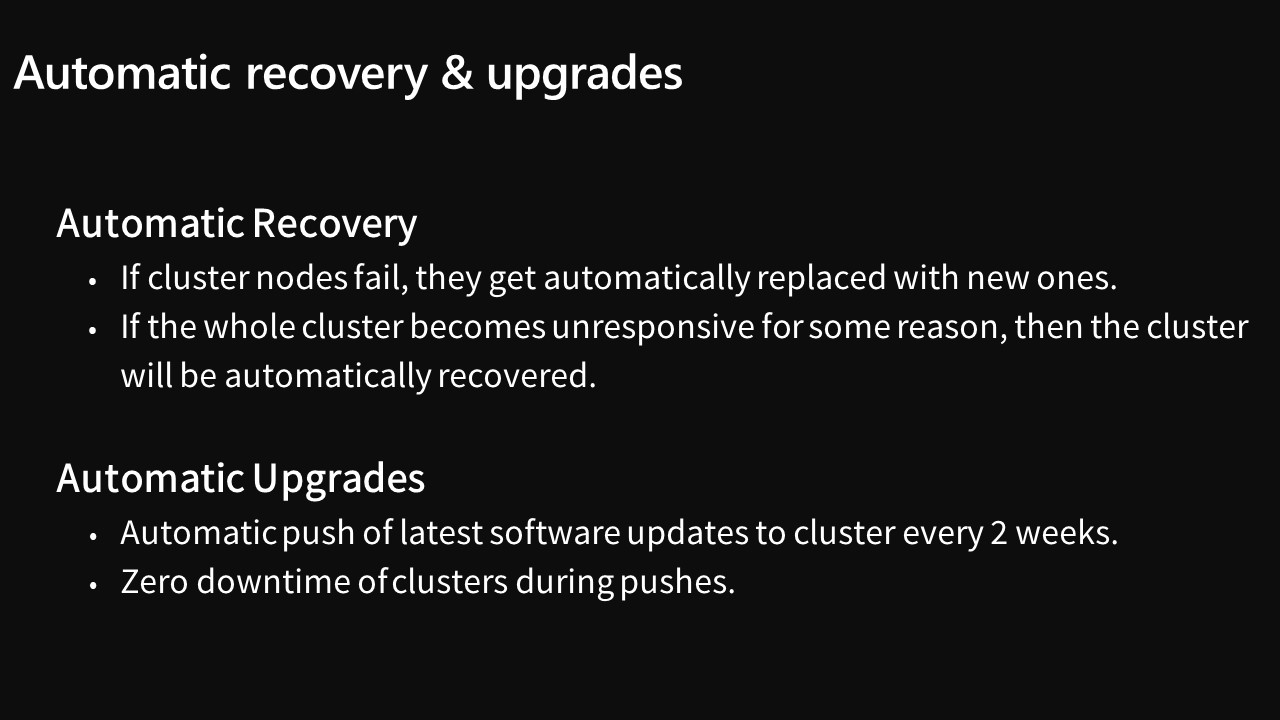 Automatic recovery & upgrades
Automatic Recovery
• If cluster nodes fail, they get automatically replaced with new ones.
• If the whole cluster becomes unresponsive for some reason, then the cluster
will be automatically recovered.
Automatic Upgrades
• Automatic push of latest software updates to cluster every 2 weeks.
• Zero downtime of clusters during pushes.